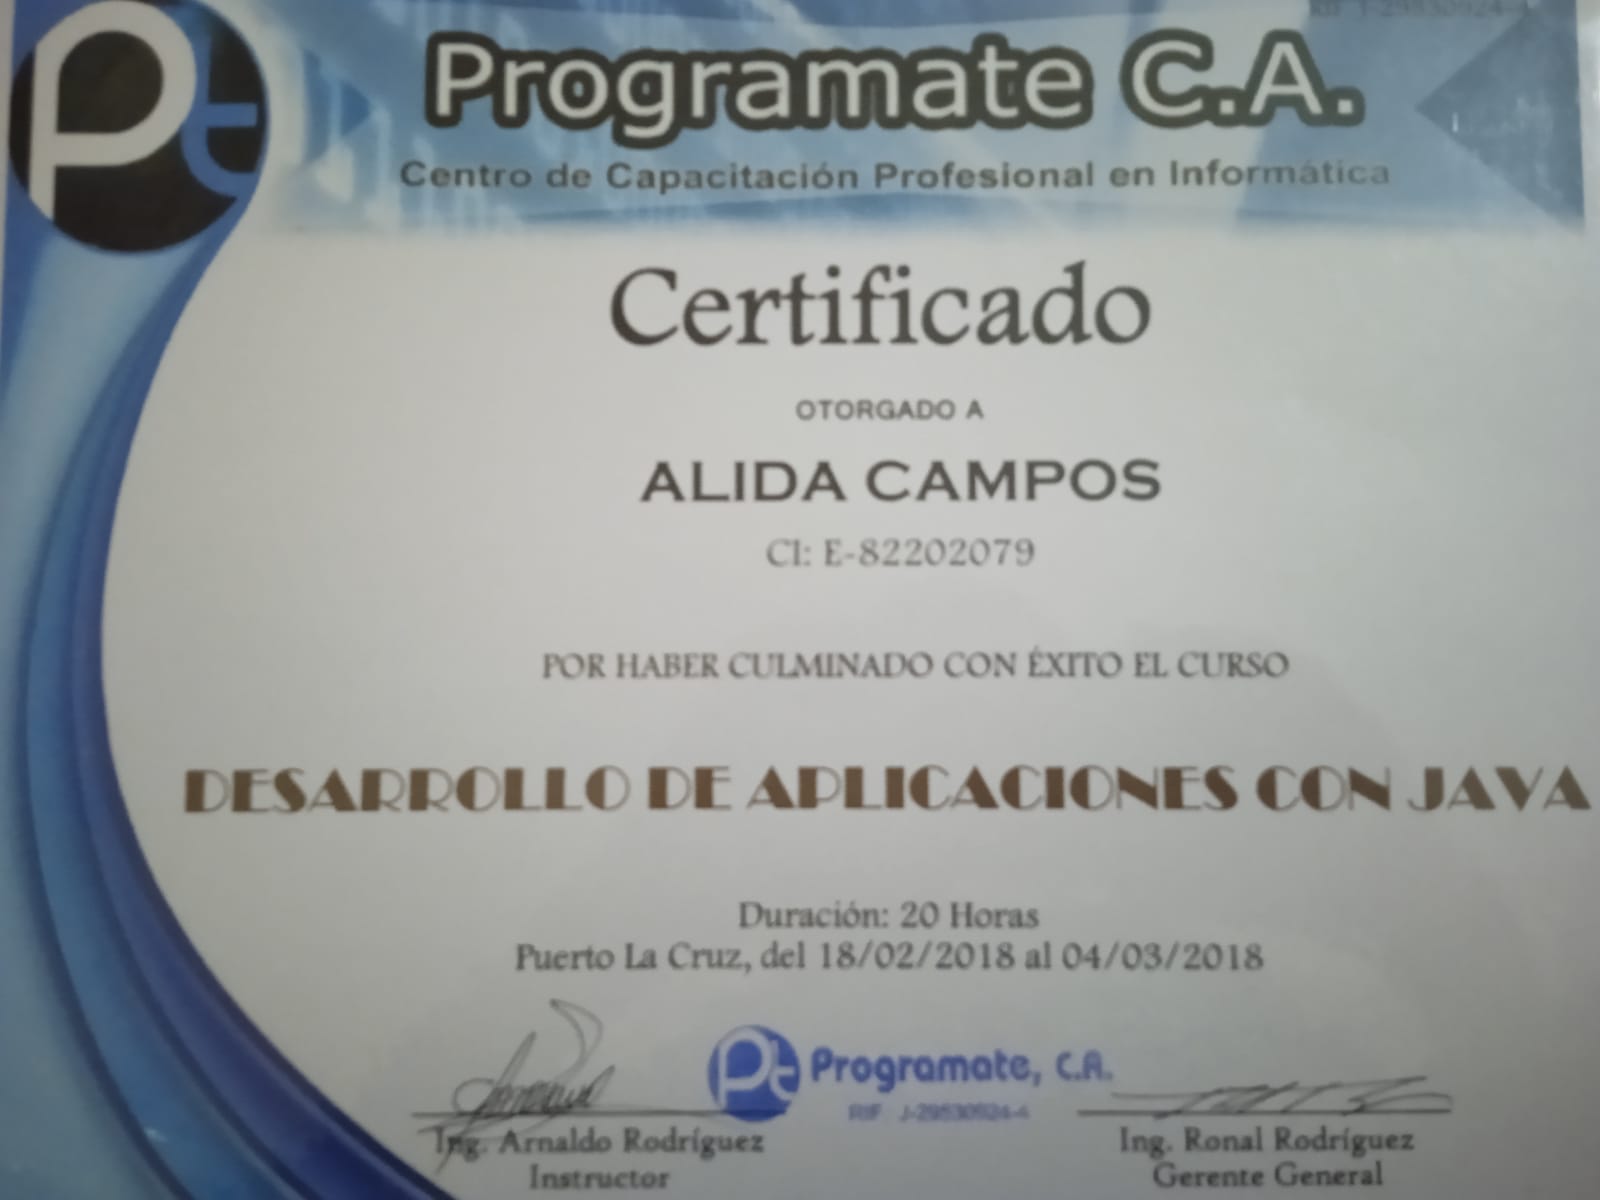 Pt
Programate C.A.
Centro de Capacitación Profesional en Informática
Certificado
OTORGADO A
ALIDA CAMPOS
CI: E-82202079
POR HABER CULMINADO CON ÉXITO EL CURSO
DESARROLLO DE APLICACIONES CON JAVA
Duración: 20 Horas
Puerto La Cruz, del 18/02/2018 al 04/03/2018
Pt Programate, C.A.
RIF J-29530924-4
Ing. Arnaldo Rodríguez
Instructor
Ing. Ronal Rodríguez
Gerente General